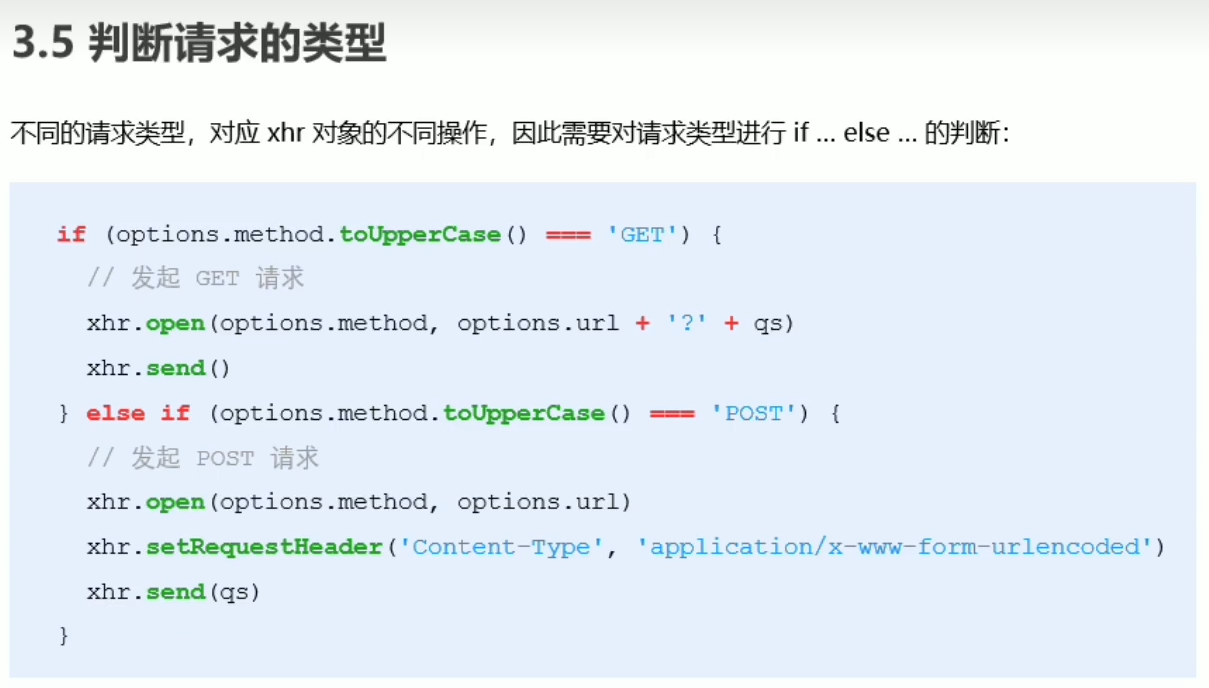 3.5 判断请求的类型
不同的请求类型，对应 xhr 对象的不同操作，因此需要对请求类型进行 if ... else ... 的判断：
if (options.method.toUpperCase() === 'GET') {
// 发起 GET 请求
xhr.open(options.method, options.url + '?' + qs)
xhr.send()
} else if (options.method.toUpperCase() === 'POST') {
// 发起 POST 请求
xhr.open(options.method, options.url)
xhr.setRequestHeader('Content-Type', 'application/x-www-form-urlencoded')
xhr.send(qs)
}